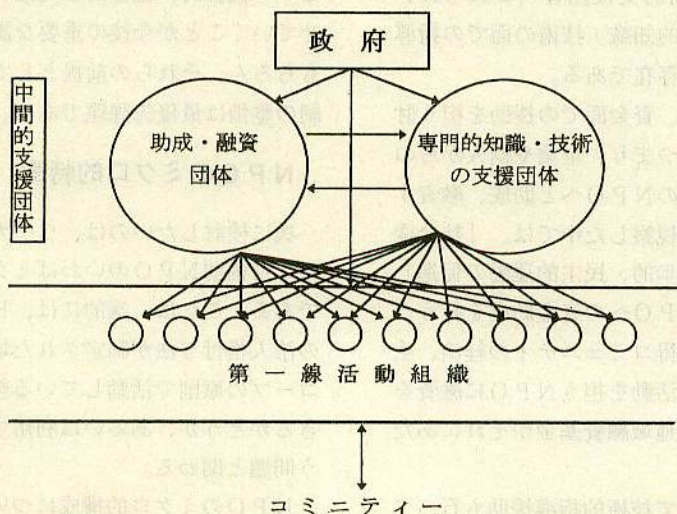 政府
中間的支援団体
助成・融資
団体
専門的知識・技術
の支援団体
第一線活動組織
コミニティー